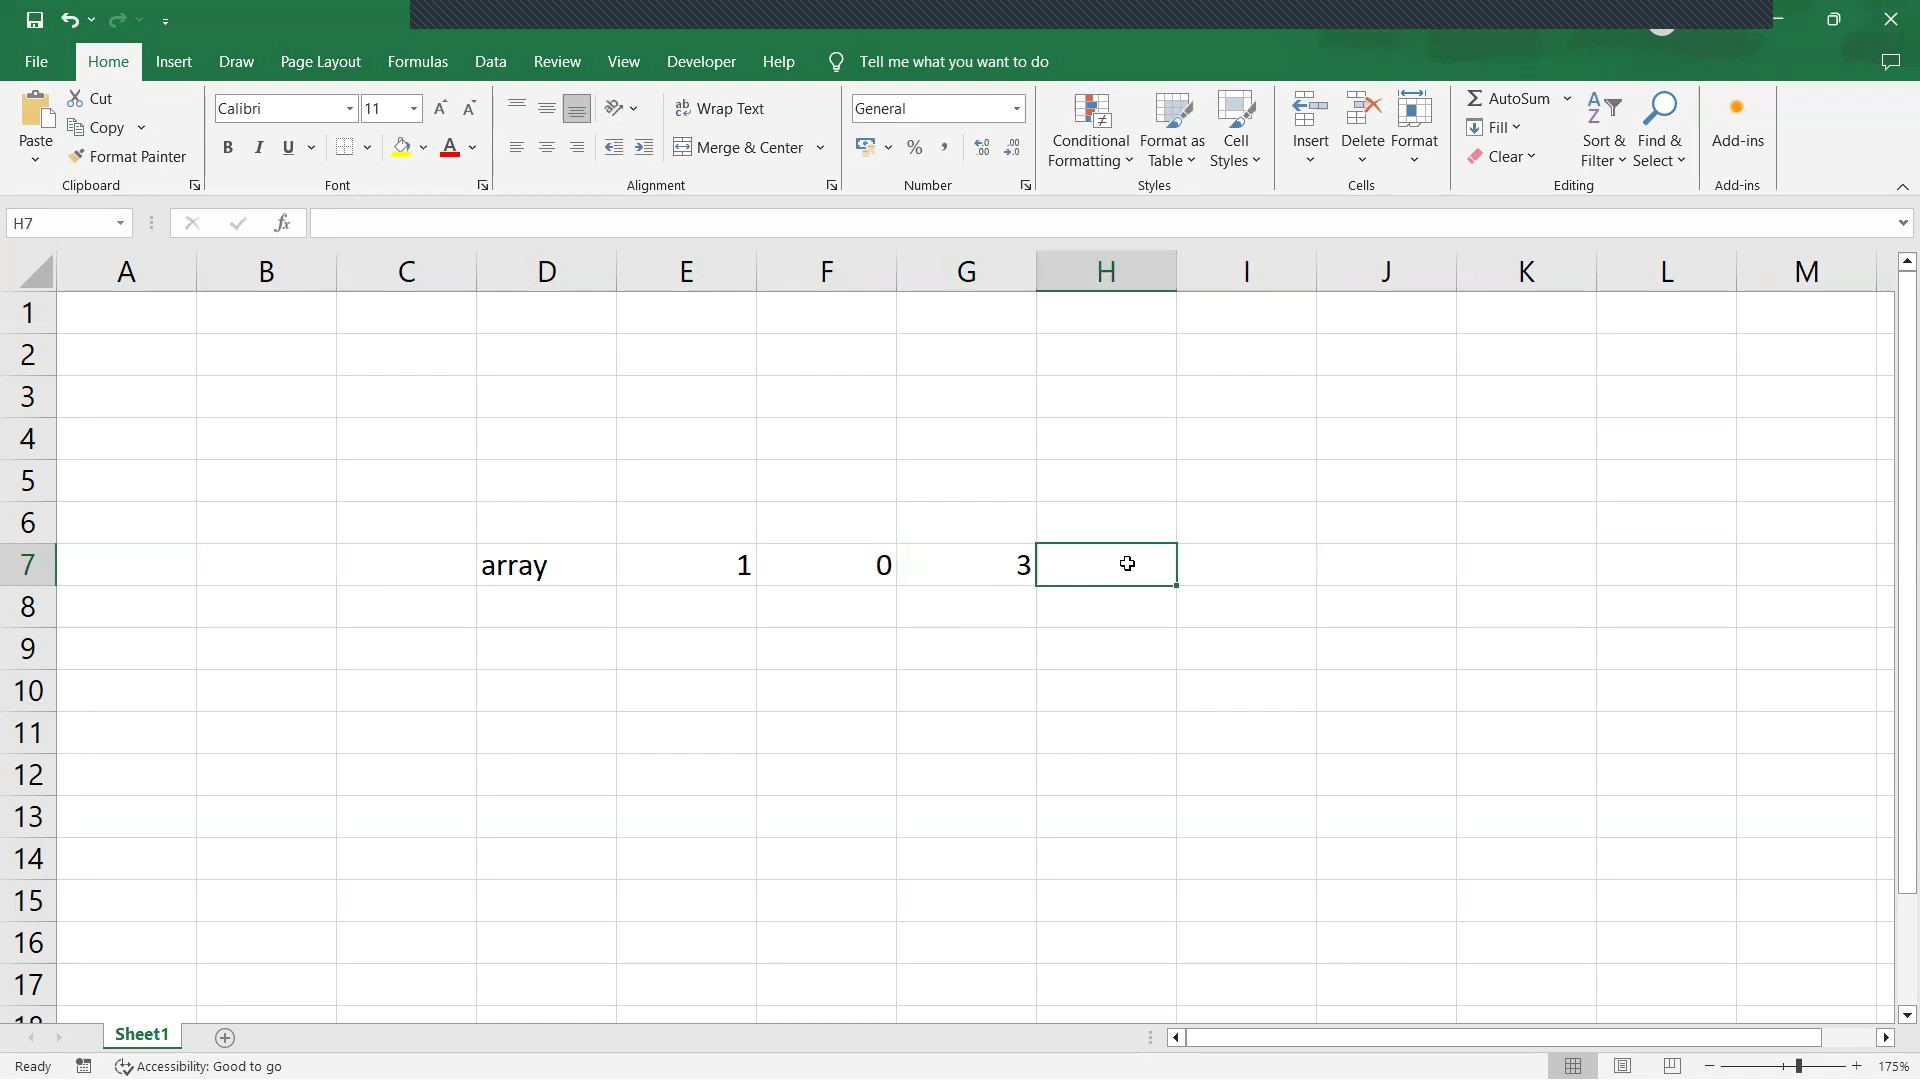 File Home Insert Draw Page Layout Formulas Data Review View Developer Help Tell me what you want to do
Paste
Cut
Copy
Format Painter
Clipboard
Calibri 11
B I U A
Font
ab Wrap Text
Merge & Center
Alignment
General
% ,
Number
Conditional Formatting
Format as Table
Cell Styles
Styles
Insert Delete Format
Cells
AutoSum
Fill
Clear
Sort & Filter
Find & Select
Editing
Add-ins
Add-ins
H7 fx
A B C D E F G H I J K L M
1
2
3
4
5
6
7 array 1 0 3
8
9
10
11
12
13
14
15
16
17
Sheet1
Ready Accessibility: Good to go 175%